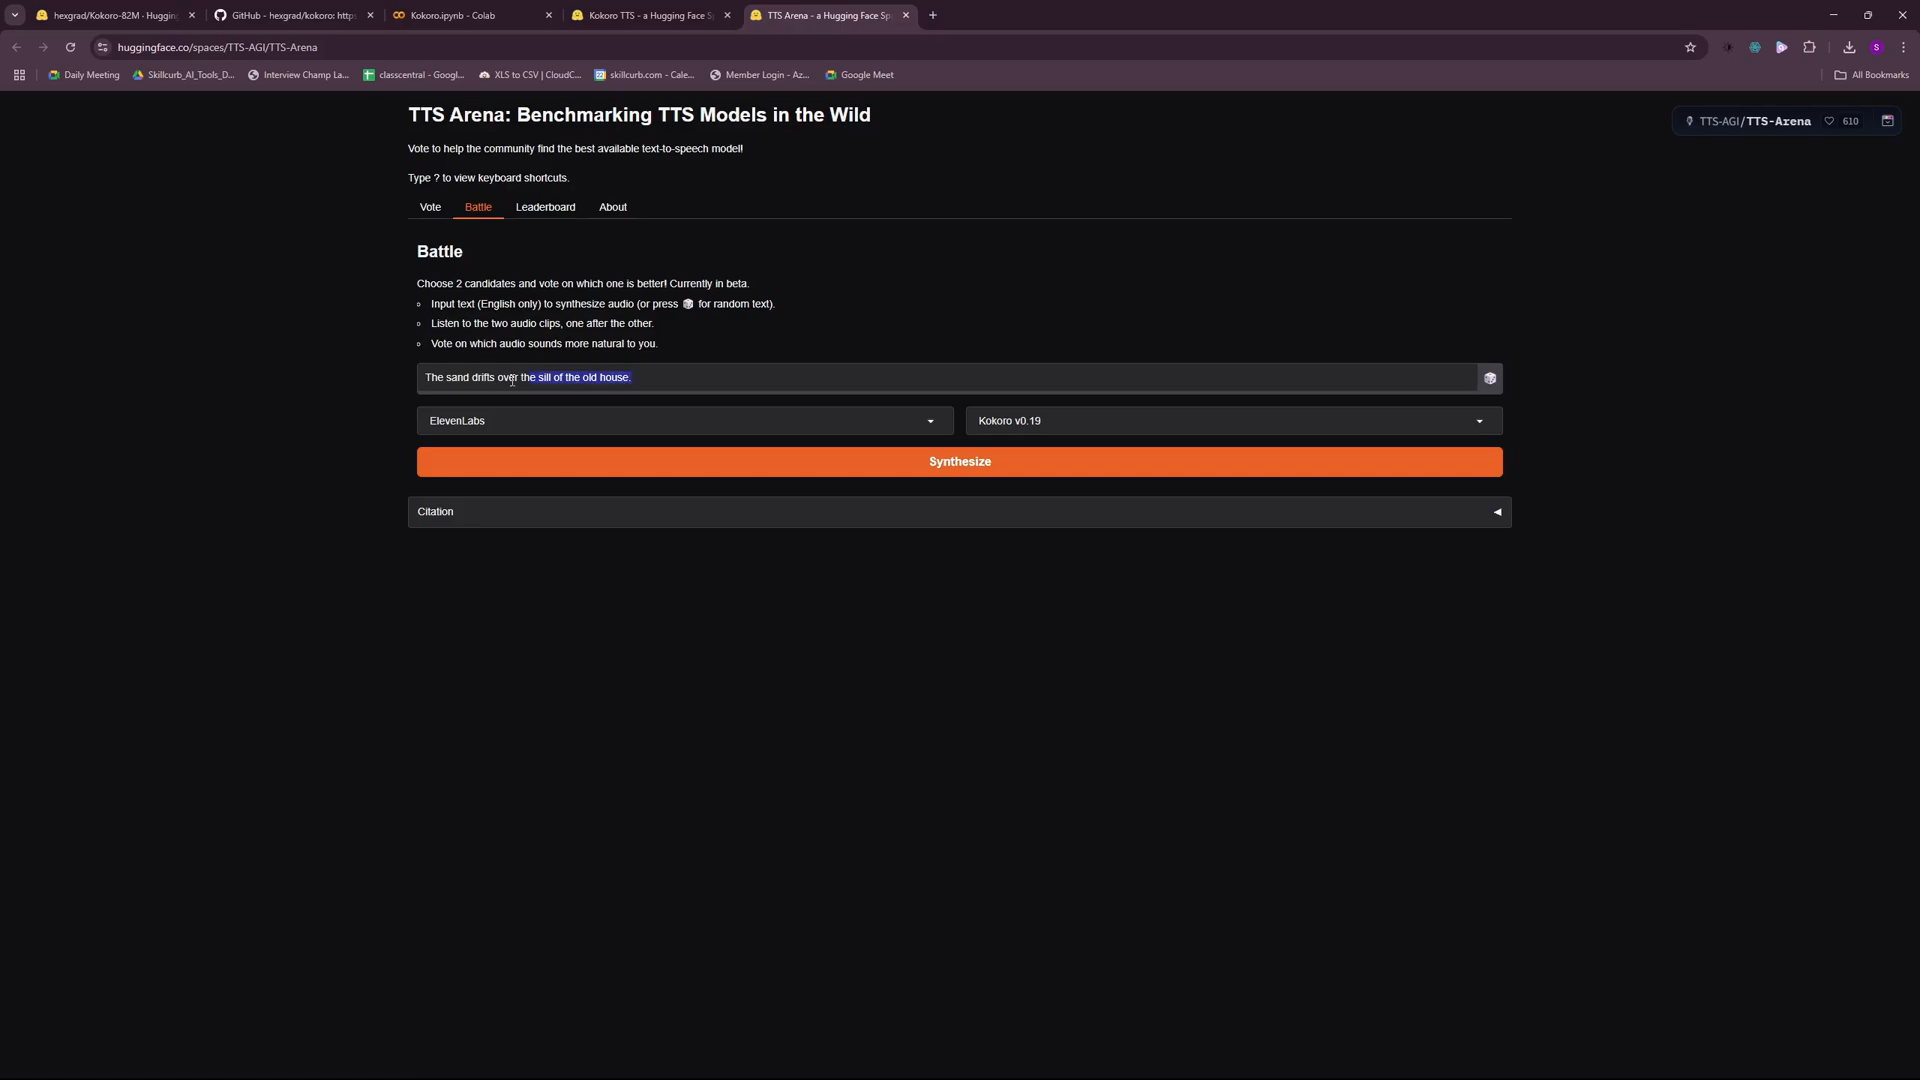 hexgrad/Kokoro-82M · Hugging
GitHub - hexgrad/kokoro: https
Kokoro.ipynb - Colab
Kokoro TTS - a Hugging Face S
TTS Arena - a Hugging Face Sp
huggingface.co/spaces/TTS-AGI/TTS-Arena
S
Daily Meeting
Skillcurb_AI_Tools_D...
Interview Champ La...
classcentral - Googl...
XLS to CSV | CloudC...
skillcurb.com - Cale...
Member Login - Az...
Google Meet
All Bookmarks
TTS Arena: Benchmarking TTS Models in the Wild
TTS-AGI/TTS-Arena 610
Vote to help the community find the best available text-to-speech model!
Type ? to view keyboard shortcuts.
Vote Battle Leaderboard About
Battle
Choose 2 candidates and vote on which one is better! Currently in beta.
Input text (English only) to synthesize audio (or press 🎲 for random text).
Listen to the two audio clips, one after the other.
Vote on which audio sounds more natural to you.
The sand drifts over the sill of the old house.
ElevenLabs
Kokoro v0.19
Synthesize
Citation